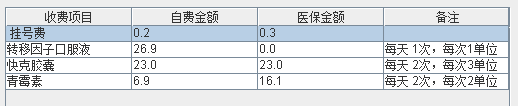 收费项目 自费金额 医保金额 备注
挂号费 0.2 0.3
转移因子口服液 26.9 0.0 每天 1次，每次1单位
快克胶囊 23.0 23.0 每天 2次，每次3单位
青霉素 6.9 16.1 每天 2次，每次2单位